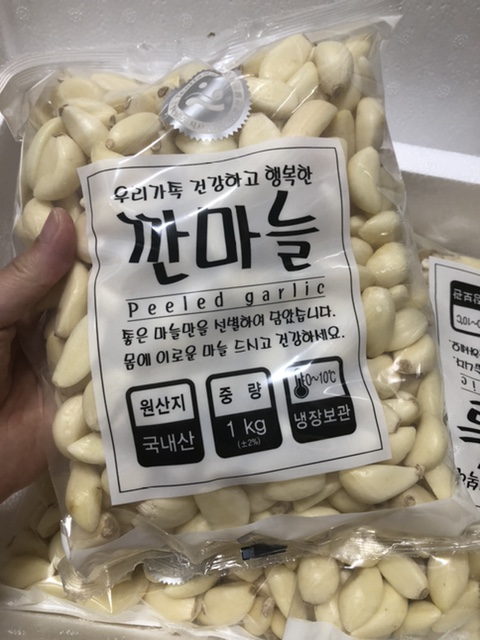 우리가족 건강하고 행복한
깐마늘
Peeled garlic
좋은 마늘만을 선별하여 담았습니다.
몸에 이로운 마늘 드시고 건강하세요.
원산지
국내산
중 량
1 kg
(±2%)
0~10℃
냉장보관